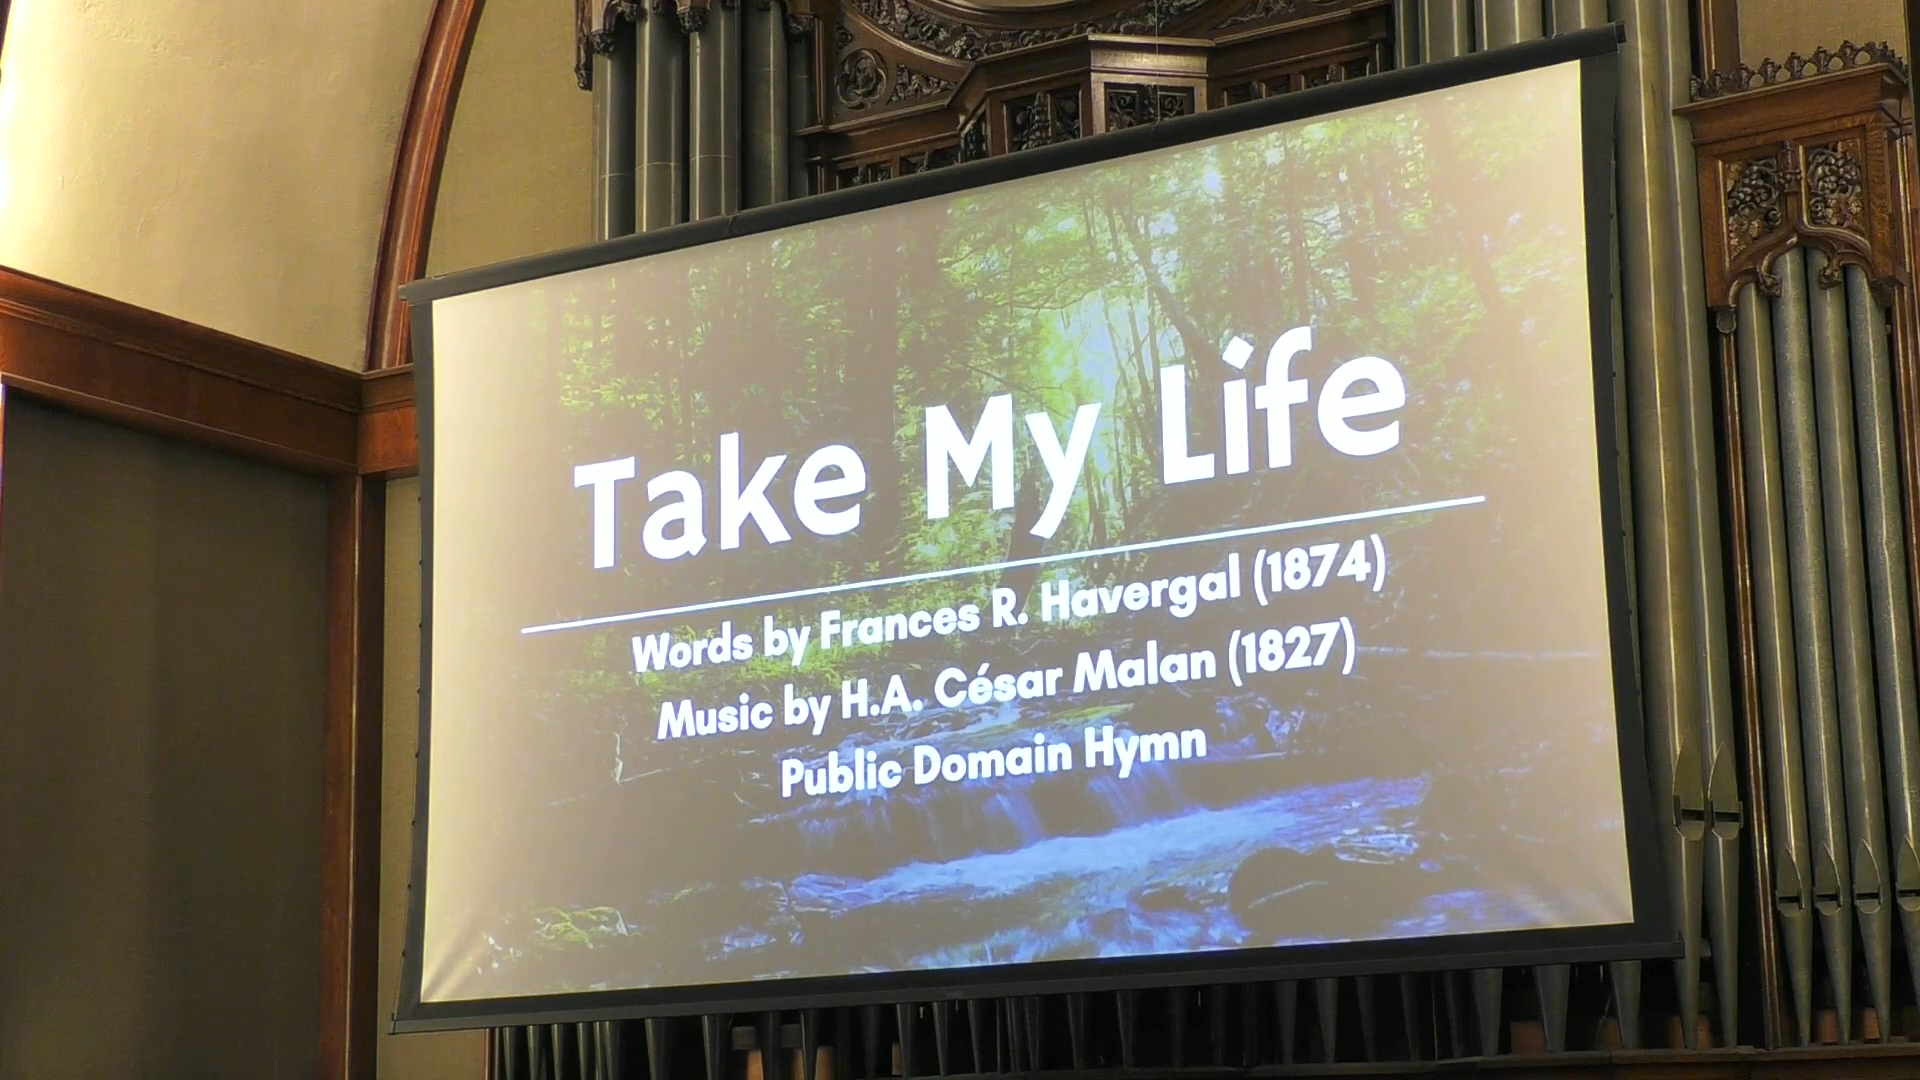 Take My Life
Words by Frances R. Havergal (1874)
Music by H.A. César Malan (1827)
Public Domain Hymn